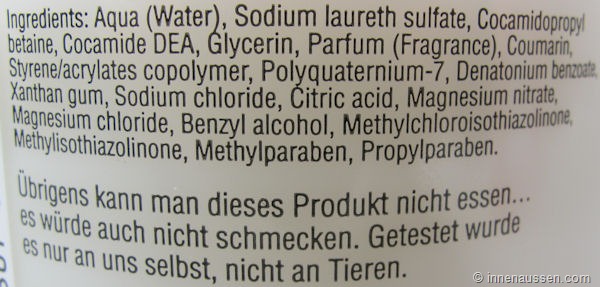 Ingredients: Aqua (Water), Sodium laureth sulfate, Cocamidopropyl
betaine, Cocamide DEA, Glycerin, Parfum (Fragrance), Coumarin,
Styrene/acrylates copolymer, Polyquaternium-7, Denatonium benzoate,
Xanthan gum, Sodium chloride, Citric acid, Magnesium nitrate,
Magnesium chloride, Benzyl alcohol, Methylchloroisothiazolinone,
Methylisothiazolinone, Methylparaben, Propylparaben.
Übrigens kann man dieses Produkt nicht essen...
es würde auch nicht schmecken. Getestet wurde
es nur an uns selbst, nicht an Tieren.
© innenaussen.com